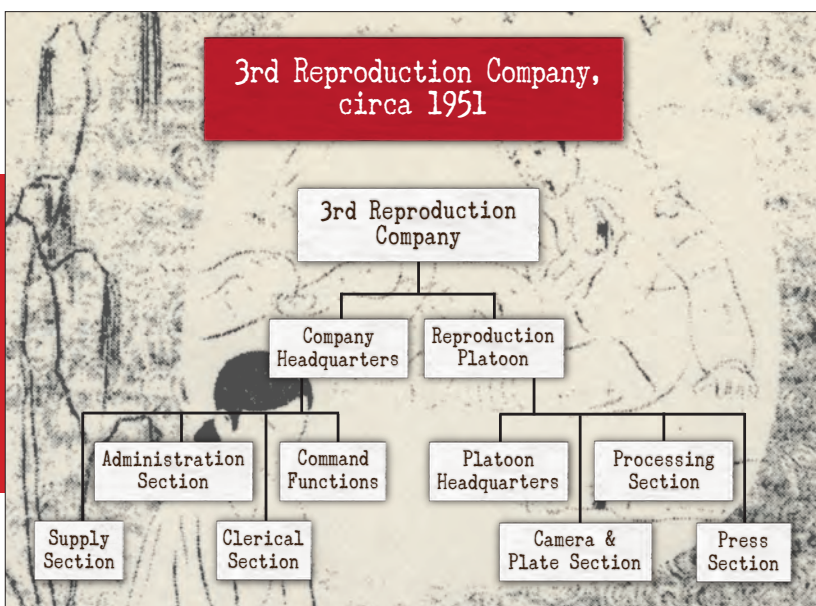 3rd Reproduction Company,
circa 1951
3rd Reproduction
Company
Company
Headquarters
Reproduction
Platoon
Administration
Section
Command
Functions
Platoon
Headquarters
Processing
Section
Supply
Section
Clerical
Section
Camera &
Plate Section
Press
Section